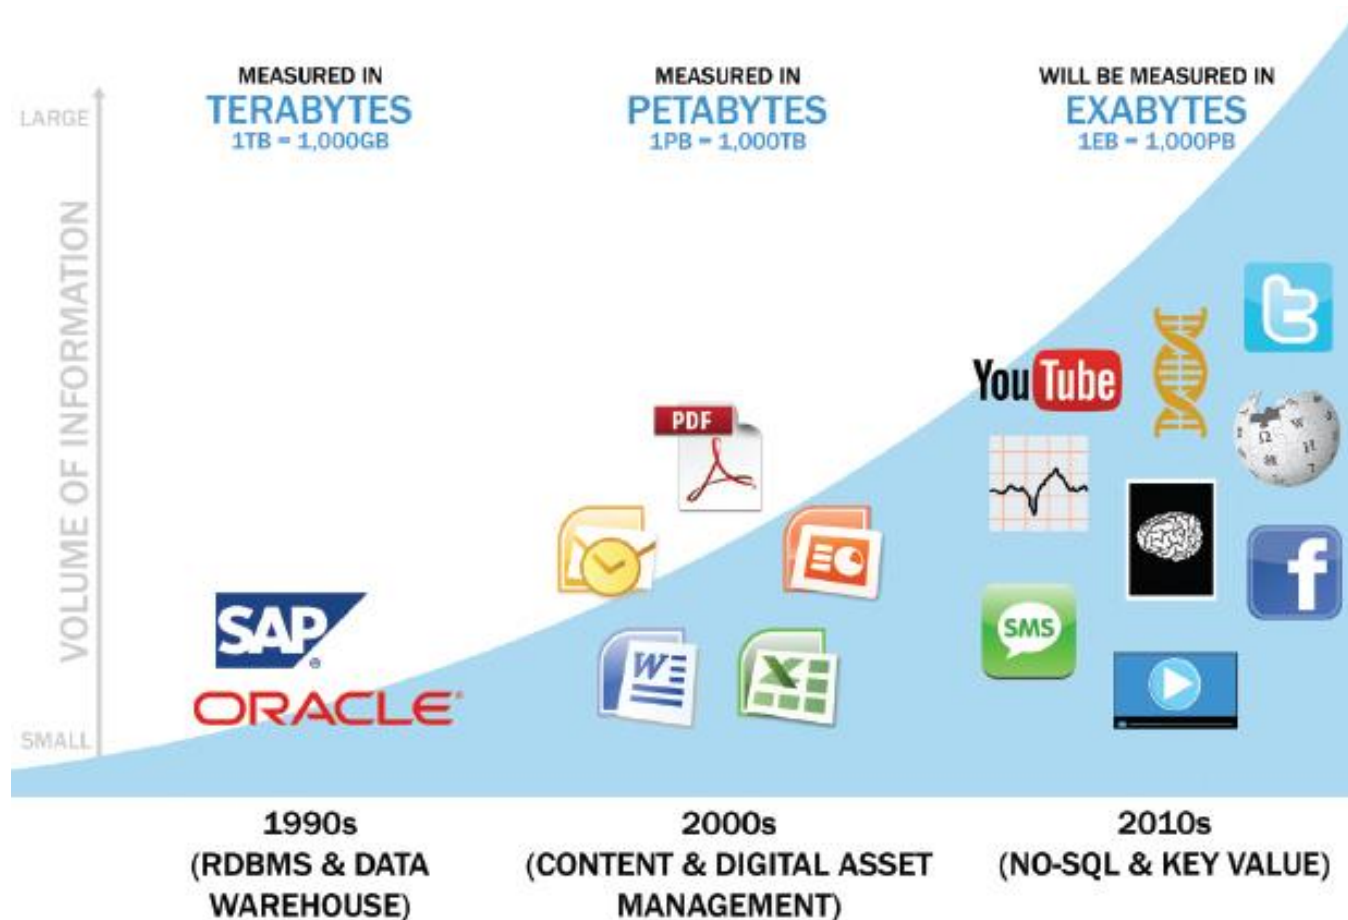 MEASURED IN
TERABYTES
1TB = 1,000GB
MEASURED IN
PETABYTES
1PB = 1,000TB
WILL BE MEASURED IN
EXABYTES
1EB = 1,000PB
LARGE
VOLUME OF INFORMATION
SMALL
SAP®
ORACLE®
PDF
W
X
YouTube
t
Ω W
И
7
SMS
f
1990s
(RDBMS & DATA
WAREHOUSE)
2000s
(CONTENT & DIGITAL ASSET
MANAGEMENT)
2010s
(NO-SQL & KEY VALUE)